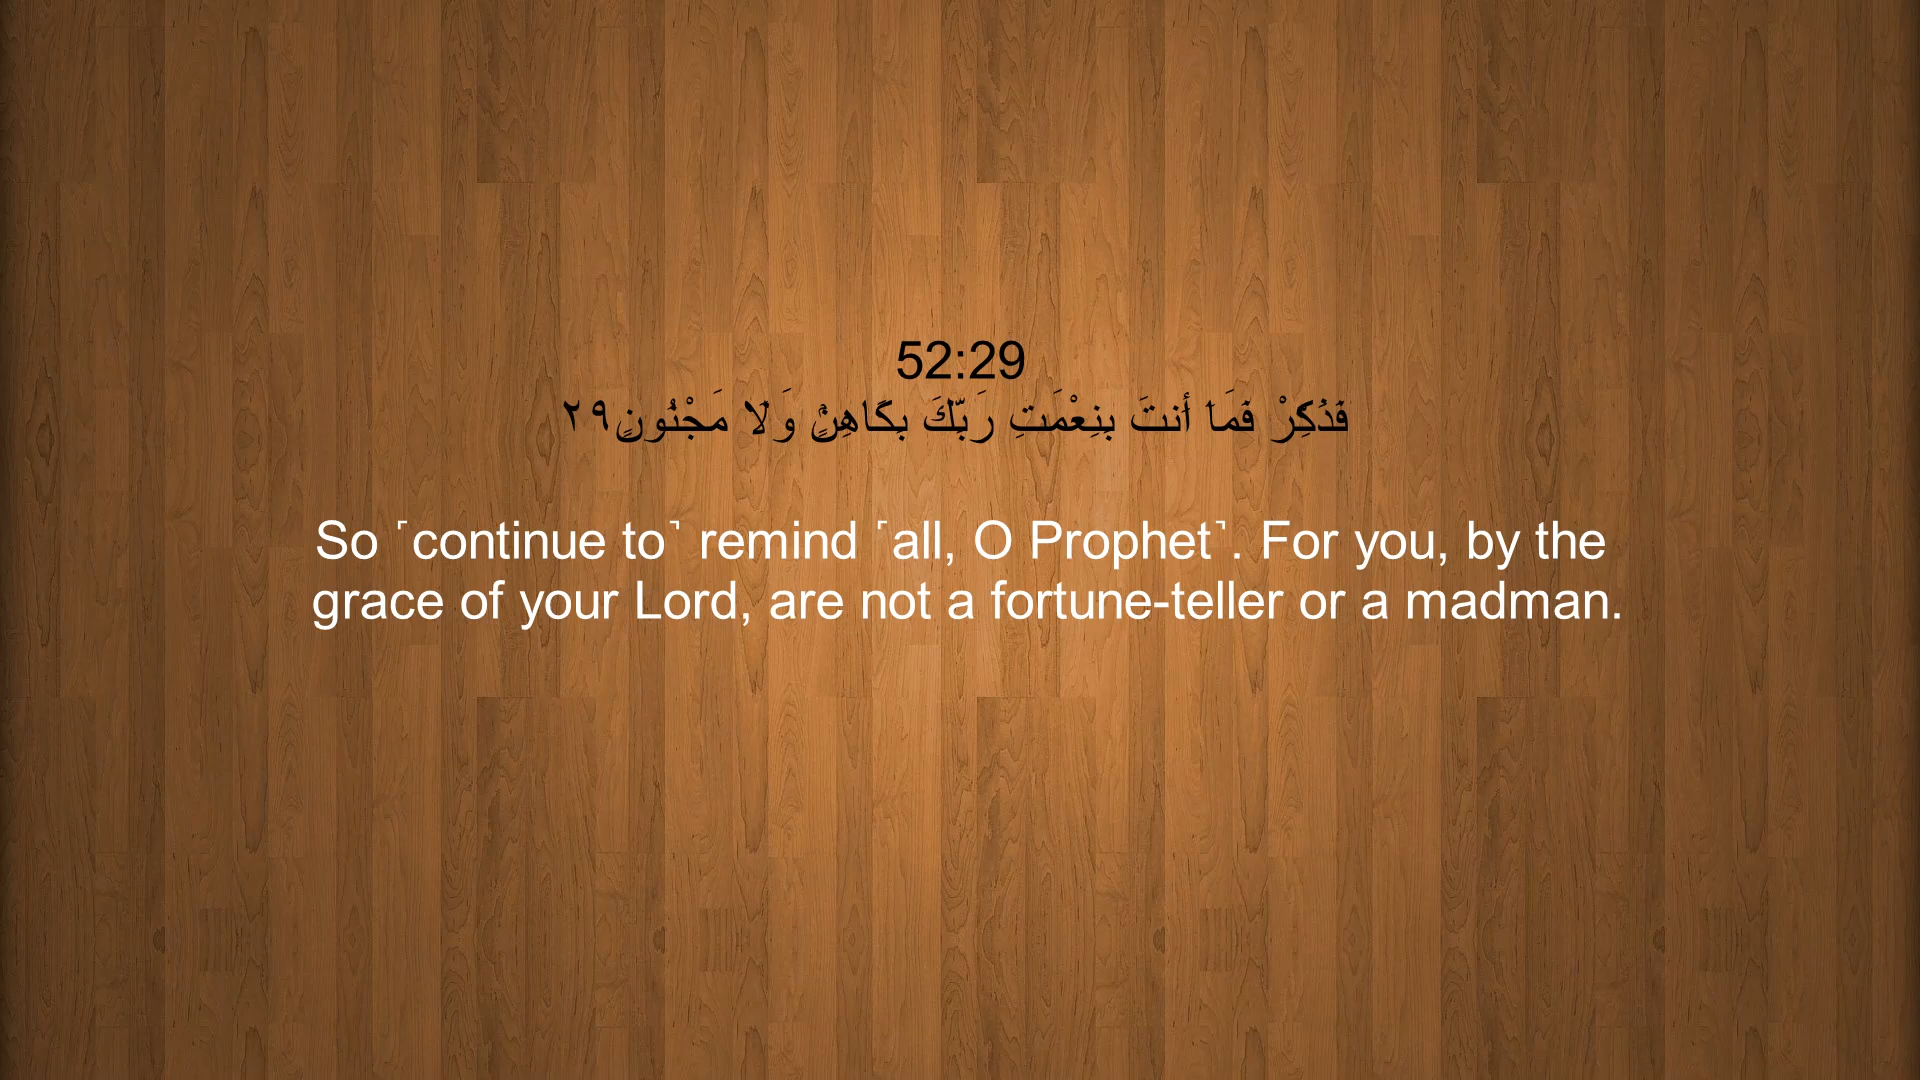 52:29
فَذَكِّرْ فَمَآ أَنتَ بِنِعْمَتِ رَبِّكَ بِكَاهِنٍۢ وَلَا مَجْنُونٍ٢٩
So ˹continue to˺ remind ˹all, O Prophet˺. For you, by the
grace of your Lord, are not a fortune-teller or a madman.